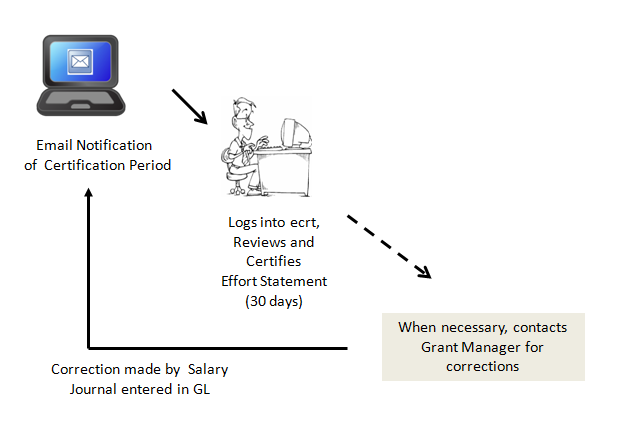 Email Notification
of Certification Period
Logs into ecrt,
Reviews and
Certifies
Effort Statement
(30 days)
When necessary, contacts
Grant Manager for
corrections
Correction made by Salary
Journal entered in GL